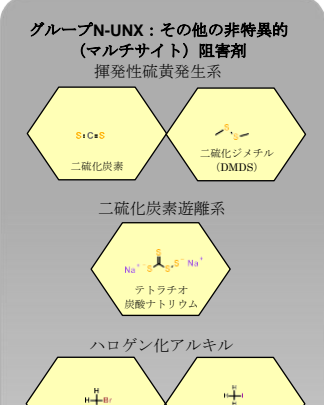 グループN-UNX：その他の非特異的
（マルチサイト）阻害剤
揮発性硫黄発生系
S C S
S
S
二硫化炭素
二硫化ジメチル
（DMDS）
二硫化炭素遊離系
S
Na⁺ ⁻S S S⁻ Na⁺
テトラチオ
炭酸ナトリウム
ハロゲン化アルキル
H
H Br
H
H I
H